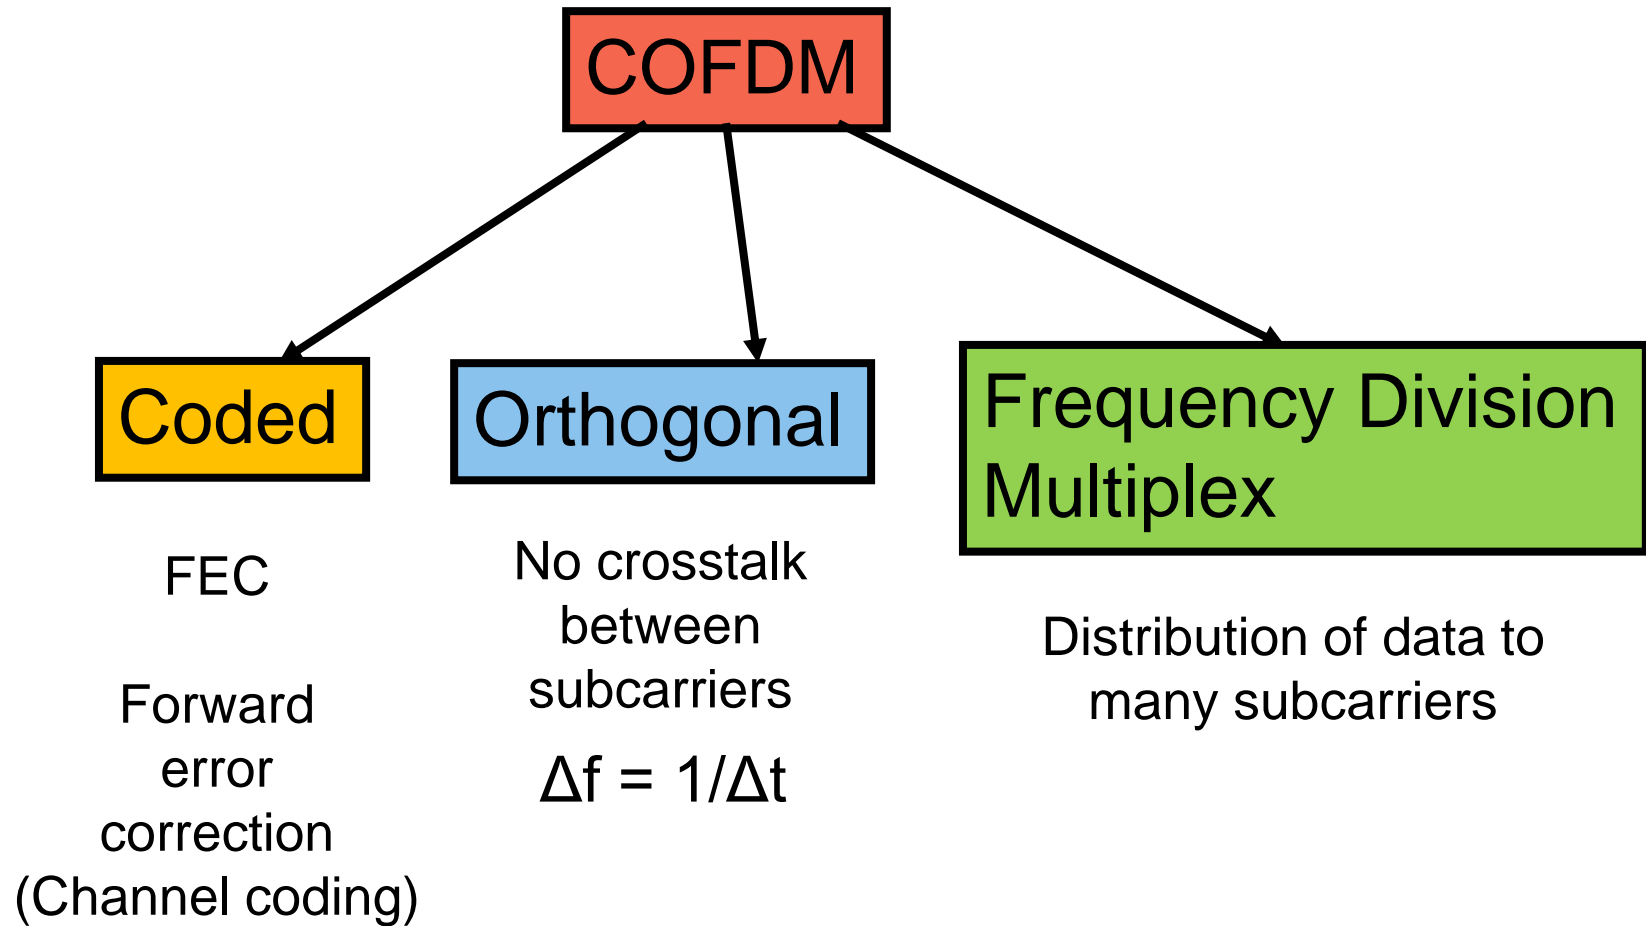 COFDM
Coded
FEC
Forward
error
correction
(Channel coding)
Orthogonal
No crosstalk
between
subcarriers
Δf = 1/Δt
Frequency Division
Multiplex
Distribution of data to
many subcarriers